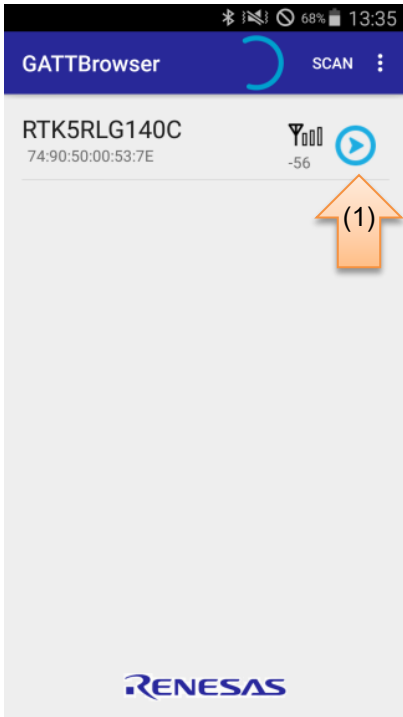 68% 13:35
GATTBrowser SCAN
RTK5RLG140C
74:90:50:00:53:7E -56
(1)
RENESAS